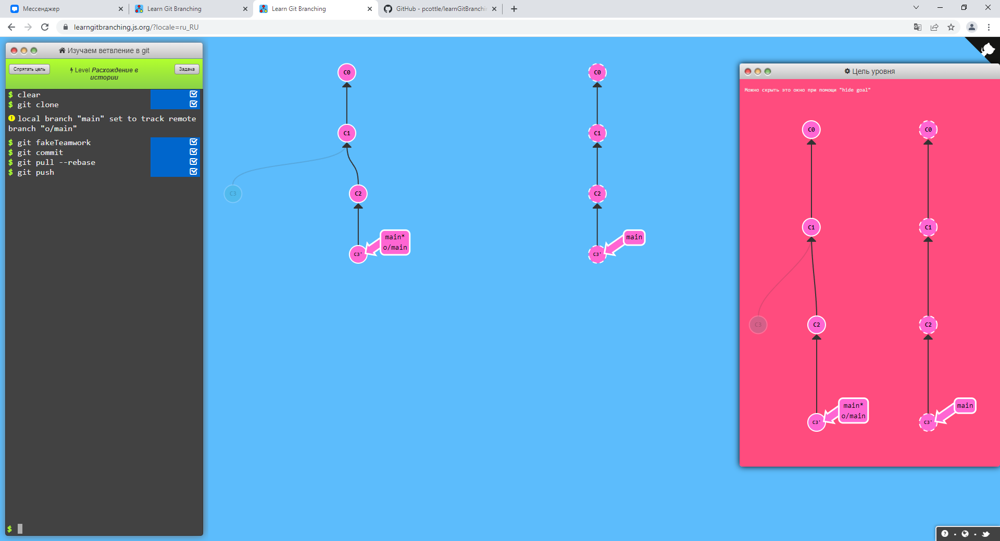 Мессенджер
Learn Git Branching
Learn Git Branching
GitHub - pcottle/learnGitBranchi
learngitbranching.js.org/?locale=ru_RU
Изучаем ветвление в git
Спрятать цель
Level Расхождение в
истории
Задача
$ clear
$ git clone
local branch "main" set to track remote
branch "o/main"
$ git fakeTeamwork
$ git commit
$ git pull --rebase
$ git push
$
C0
C1
C3
C2
main*
o/main
C3'
C0
C1
C2
main
C3'
Цель уровня
Можно скрыть это окно при помощи "hide goal"
C0
C1
C3
C2
main*
o/main
C3'
C0
C1
C2
main
C3'